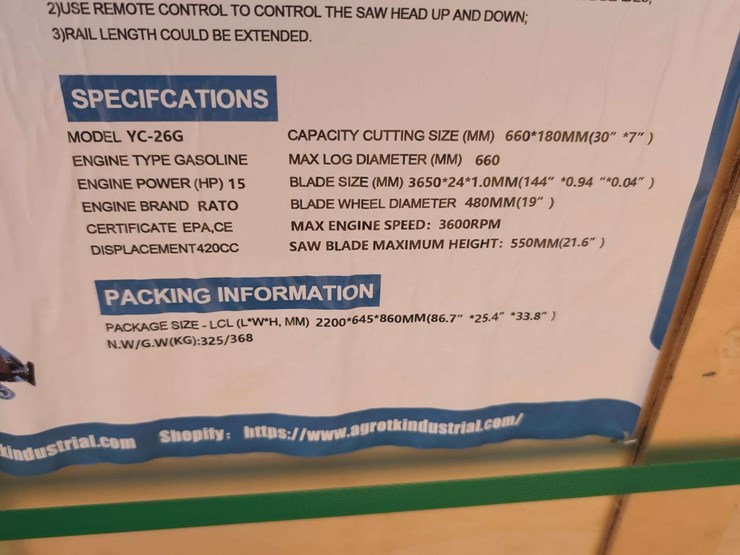 2)USE REMOTE CONTROL TO CONTROL THE SAW HEAD UP AND DOWN;
3)RAIL LENGTH COULD BE EXTENDED.
SPECIFCATIONS
MODEL YC-26G
ENGINE TYPE GASOLINE
ENGINE POWER (HP) 15
ENGINE BRAND RATO
CERTIFICATE EPA,CE
DISPLACEMENT420CC
CAPACITY CUTTING SIZE (MM) 660*180MM(30″ *7″ )
MAX LOG DIAMETER (MM) 660
BLADE SIZE (MM) 3650*24*1.0MM(144″ *0.94 “*0.04″ )
BLADE WHEEL DIAMETER 480MM(19″ )
MAX ENGINE SPEED: 3600RPM
SAW BLADE MAXIMUM HEIGHT: 550MM(21.6″ )
PACKING INFORMATION
PACKAGE SIZE - LCL (L*W*H, MM) 2200*645*860MM(86.7″ *25.4″ *33.8″ )
N.W/G.W(KG):325/368
kindustrial.com Shopify: https://www.agrotkindustrial.com/